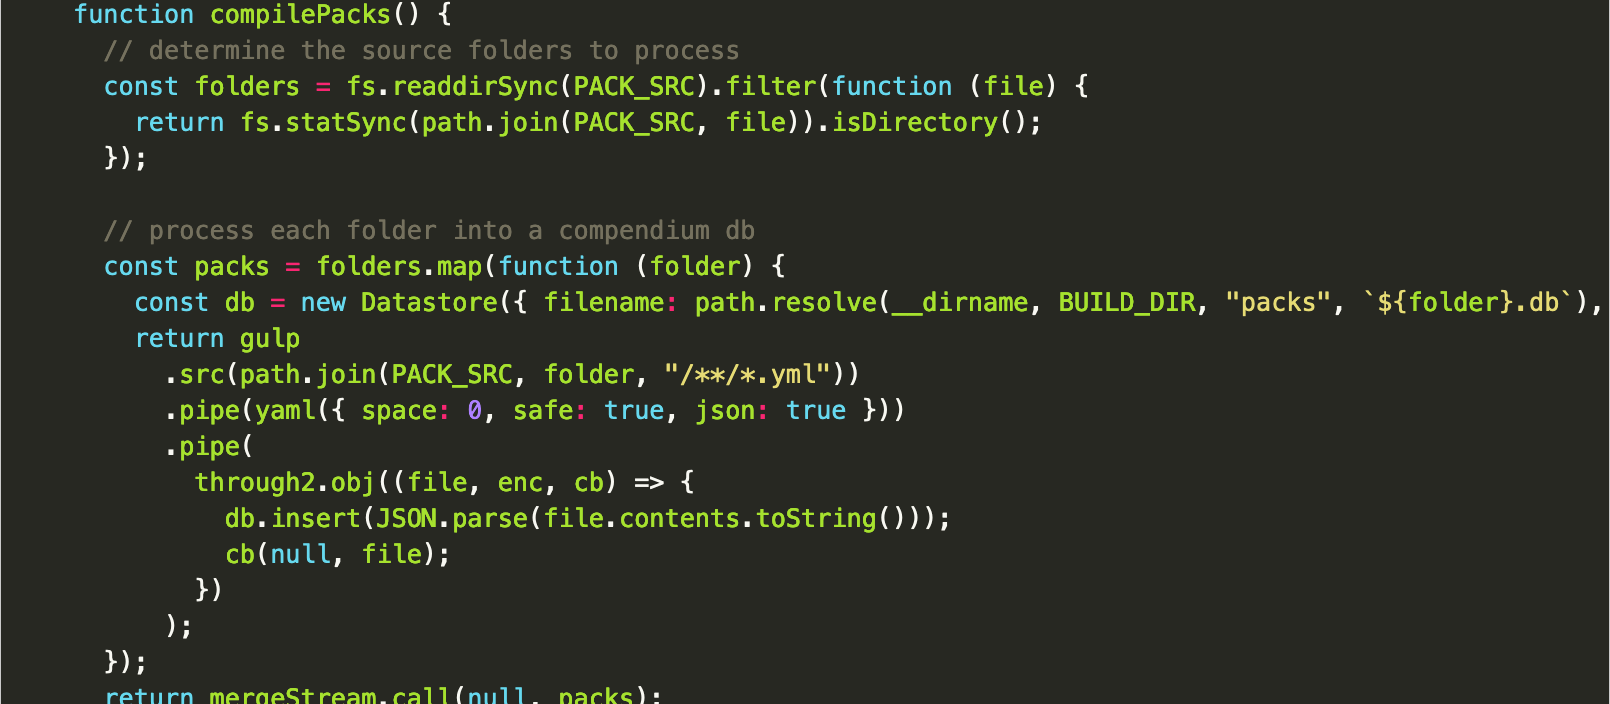 function compilePacks() {
  // determine the source folders to process
  const folders = fs.readdirSync(PACK_SRC).filter(function (file) {
    return fs.statSync(path.join(PACK_SRC, file)).isDirectory();
  });

  // process each folder into a compendium db
  const packs = folders.map(function (folder) {
    const db = new Datastore({ filename: path.resolve(__dirname, BUILD_DIR, "packs", `${folder}.db`),
    return gulp
      .src(path.join(PACK_SRC, folder, "/**/*.yml"))
      .pipe(yaml({ space: 0, safe: true, json: true }))
      .pipe(
        through2.obj((file, enc, cb) => {
          db.insert(JSON.parse(file.contents.toString()));
          cb(null, file);
        })
      );
  });
  return mergeStream.call(null, packs);